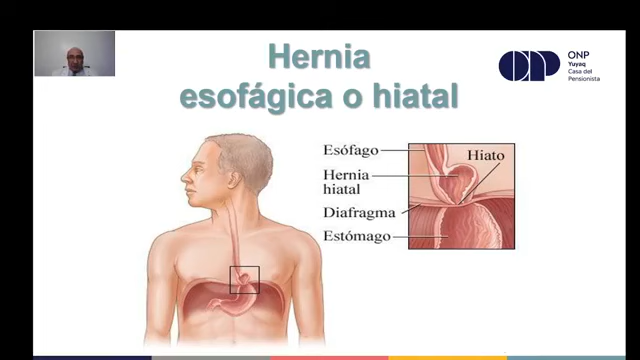 Hernia
esofágica o hiatal
ONP
Yuyaq
Casa del
Pensionista
Esófago
Hiato
Hernia
hiatal
Diafragma
Estómago